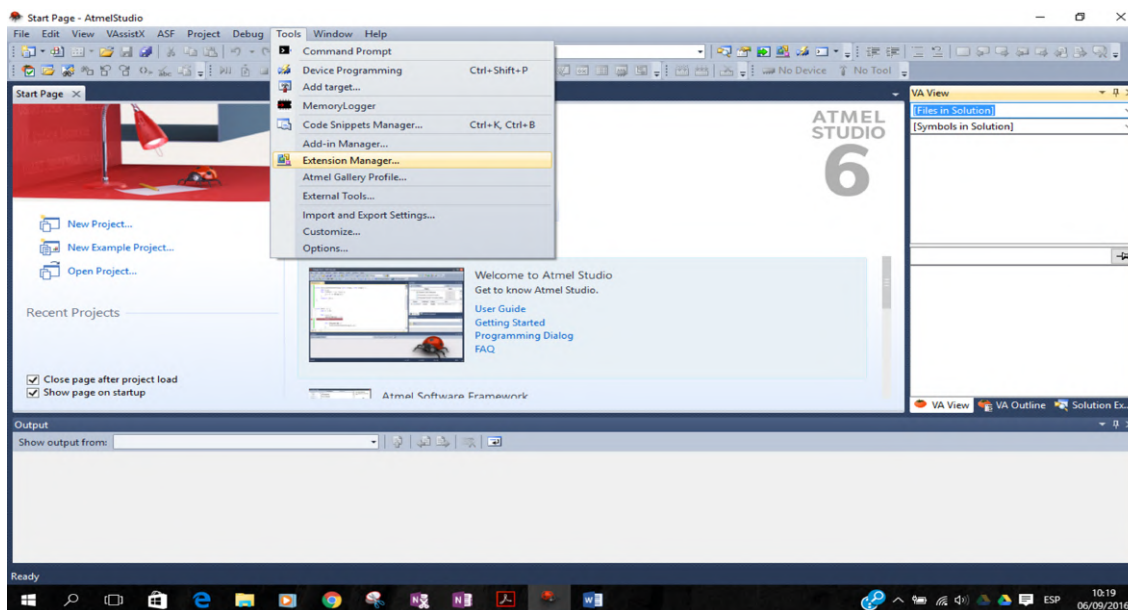 Start Page - AtmelStudio
File Edit View VAssistX ASF Project Debug Tools Window Help
No Device No Tool
Start Page
Command Prompt
Device Programming Ctrl+Shift+P
Add target...
MemoryLogger
Code Snippets Manager... Ctrl+K, Ctrl+B
Add-in Manager...
Extension Manager...
Atmel Gallery Profile...
External Tools...
Import and Export Settings...
Customize...
Options...
ATMEL
STUDIO
6
VA View
[Files in Solution]
[Symbols in Solution]
New Project...
New Example Project...
Open Project...
Recent Projects
Close page after project load
Show page on startup
Welcome to Atmel Studio
Get to know Atmel Studio.
User Guide
Getting Started
Programming Dialog
FAQ
Atmel Software Framework
VA View VA Outline Solution Ex...
Output
Show output from:
Ready
ESP
10:19
06/09/2016